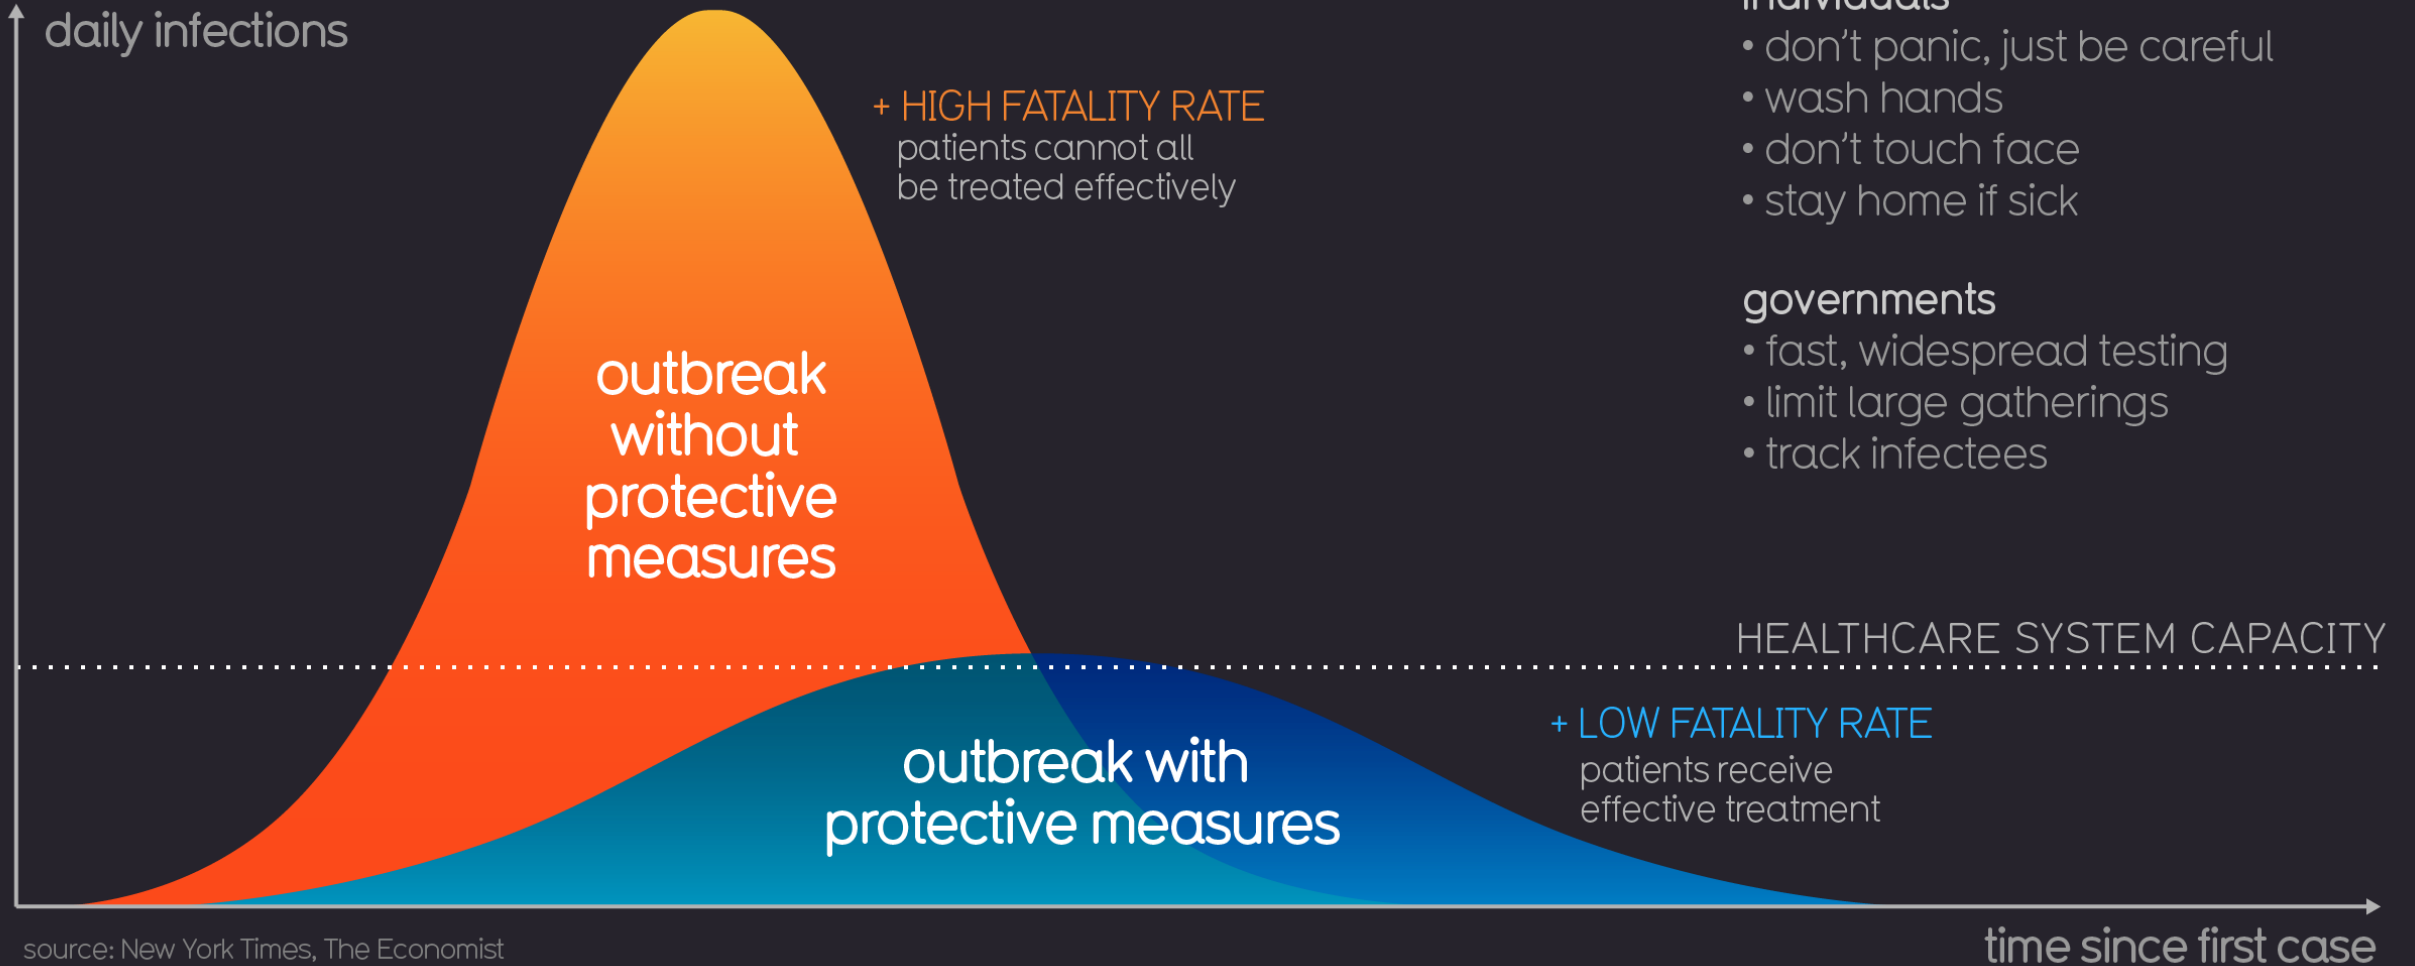 daily infections
+ HIGH FATALITY RATE
patients cannot all
be treated effectively
outbreak
without
protective
measures
individuals
• don't panic, just be careful
• wash hands
• don't touch face
• stay home if sick
governments
• fast, widespread testing
• limit large gatherings
• track infectees
HEALTHCARE SYSTEM CAPACITY
+ LOW FATALITY RATE
patients receive
effective treatment
outbreak with
protective measures
source: New York Times, The Economist
time since first case